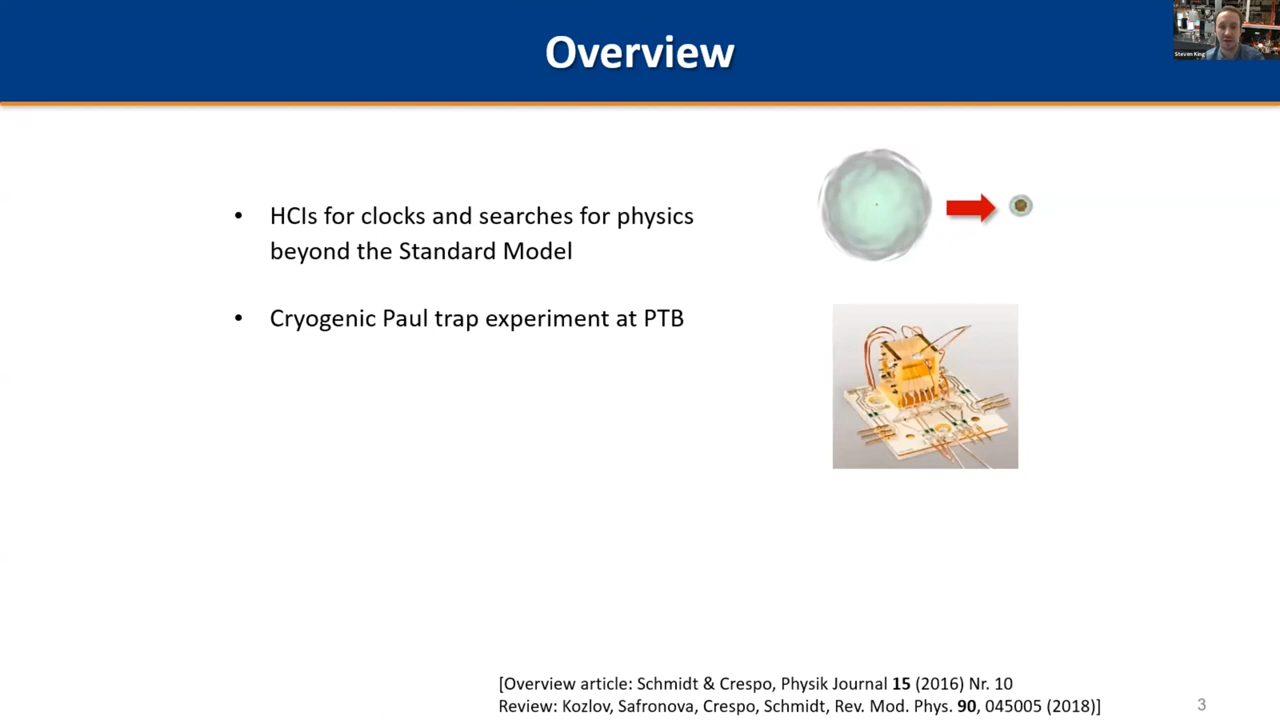 Overview
Steven King
• HCIs for clocks and searches for physics
beyond the Standard Model
• Cryogenic Paul trap experiment at PTB
[Overview article: Schmidt & Crespo, Physik Journal 15 (2016) Nr. 10
Review: Kozlov, Safronova, Crespo, Schmidt, Rev. Mod. Phys. 90, 045005 (2018)]
3